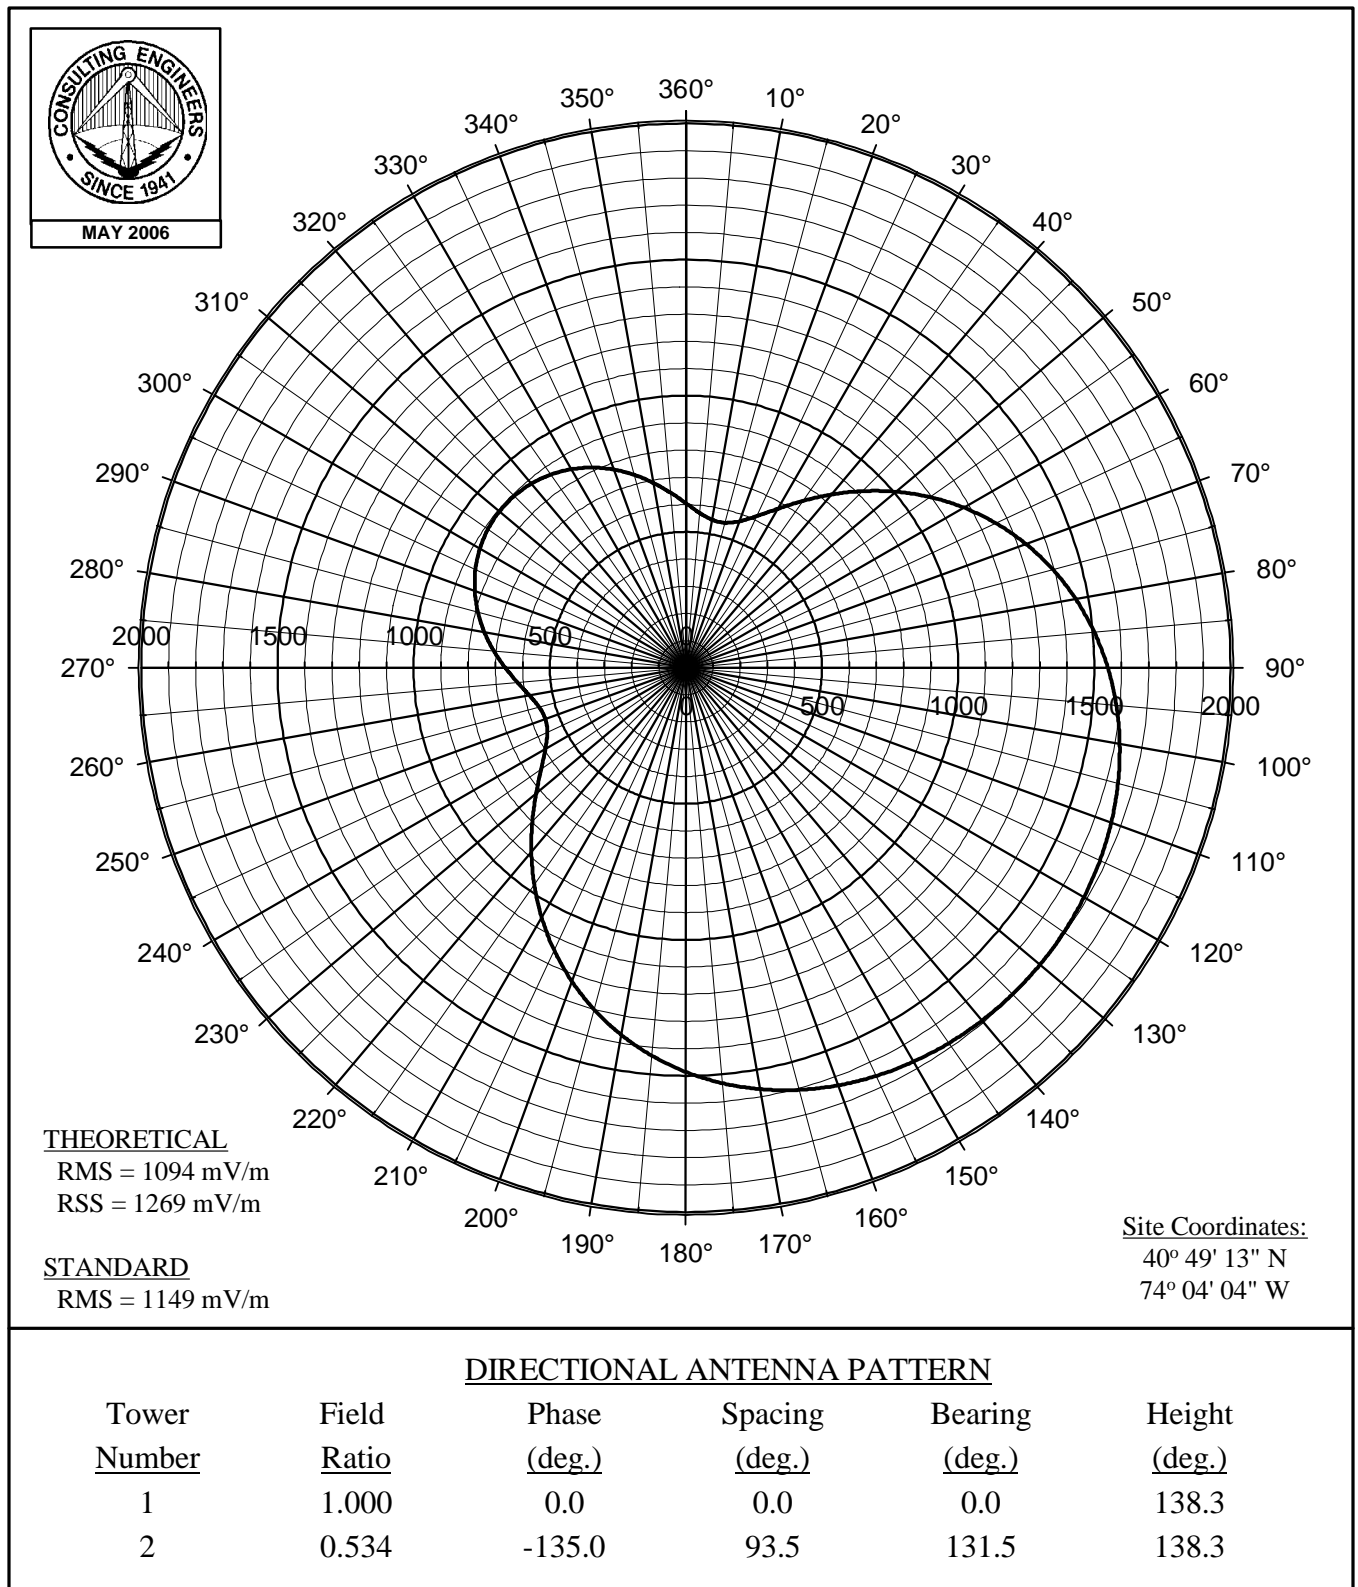 CONSULTING ENGINEERS
SINCE 1941
MAY 2006
360°
10°
20°
30°
40°
50°
60°
70°
80°
90°
100°
110°
120°
130°
140°
150°
160°
170°
180°
190°
200°
210°
220°
230°
240°
250°
260°
270°
280°
290°
300°
310°
320°
330°
340°
350°
2000 1500 1000 500 0
0 500 1000 1500 2000
THEORETICAL
RMS = 1094 mV/m
RSS = 1269 mV/m
STANDARD
RMS = 1149 mV/m
Site Coordinates:
40° 49' 13" N
74° 04' 04" W
DIRECTIONAL ANTENNA PATTERN
Tower Field Phase Spacing Bearing Height
Number Ratio (deg.) (deg.) (deg.) (deg.)
1 1.000 0.0 0.0 0.0 138.3
2 0.534 -135.0 93.5 131.5 138.3